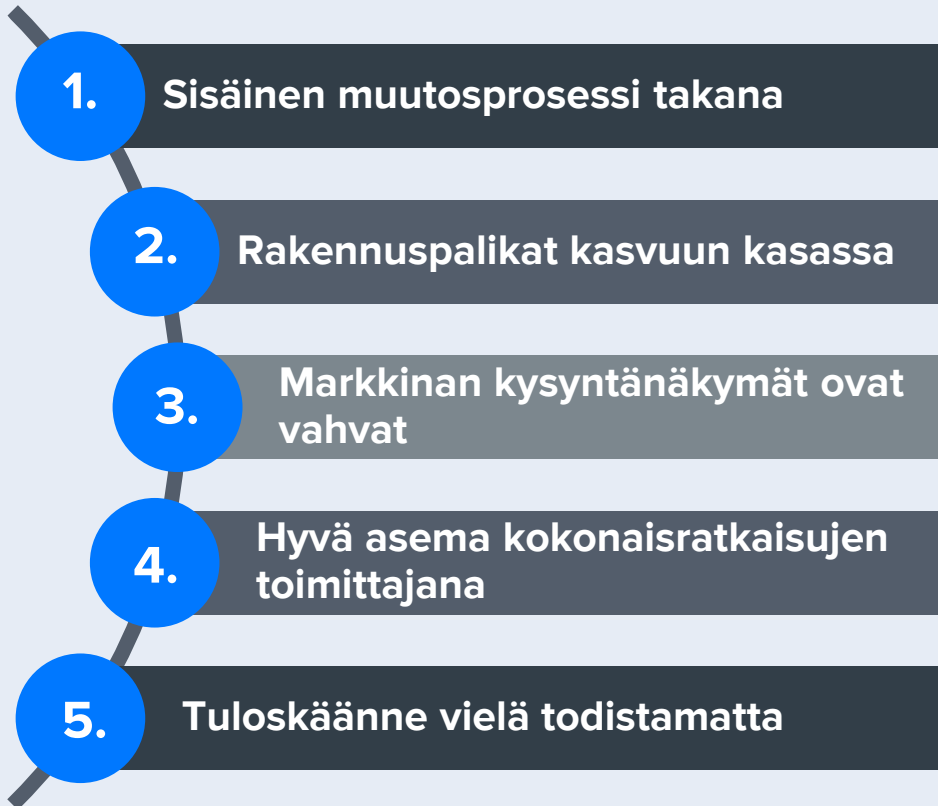 1.
Sisäinen muutosprosessi takana
2.
Rakennuspalikat kasvuun kasassa
3.
Markkinan kysyntänäkymät ovat
vahvat
4.
Hyvä asema kokonaisratkaisujen
toimittajana
5.
Tuloskäänne vielä todistamatta